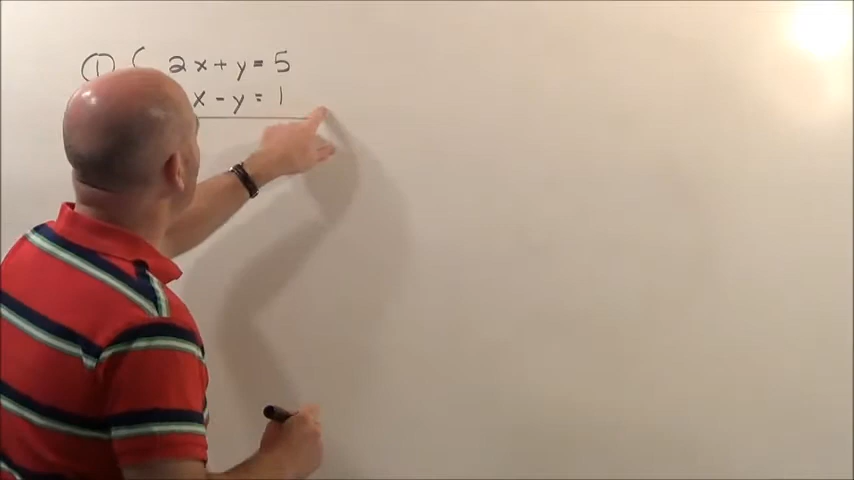 ① ( 2x + y = 5
x - y = 1